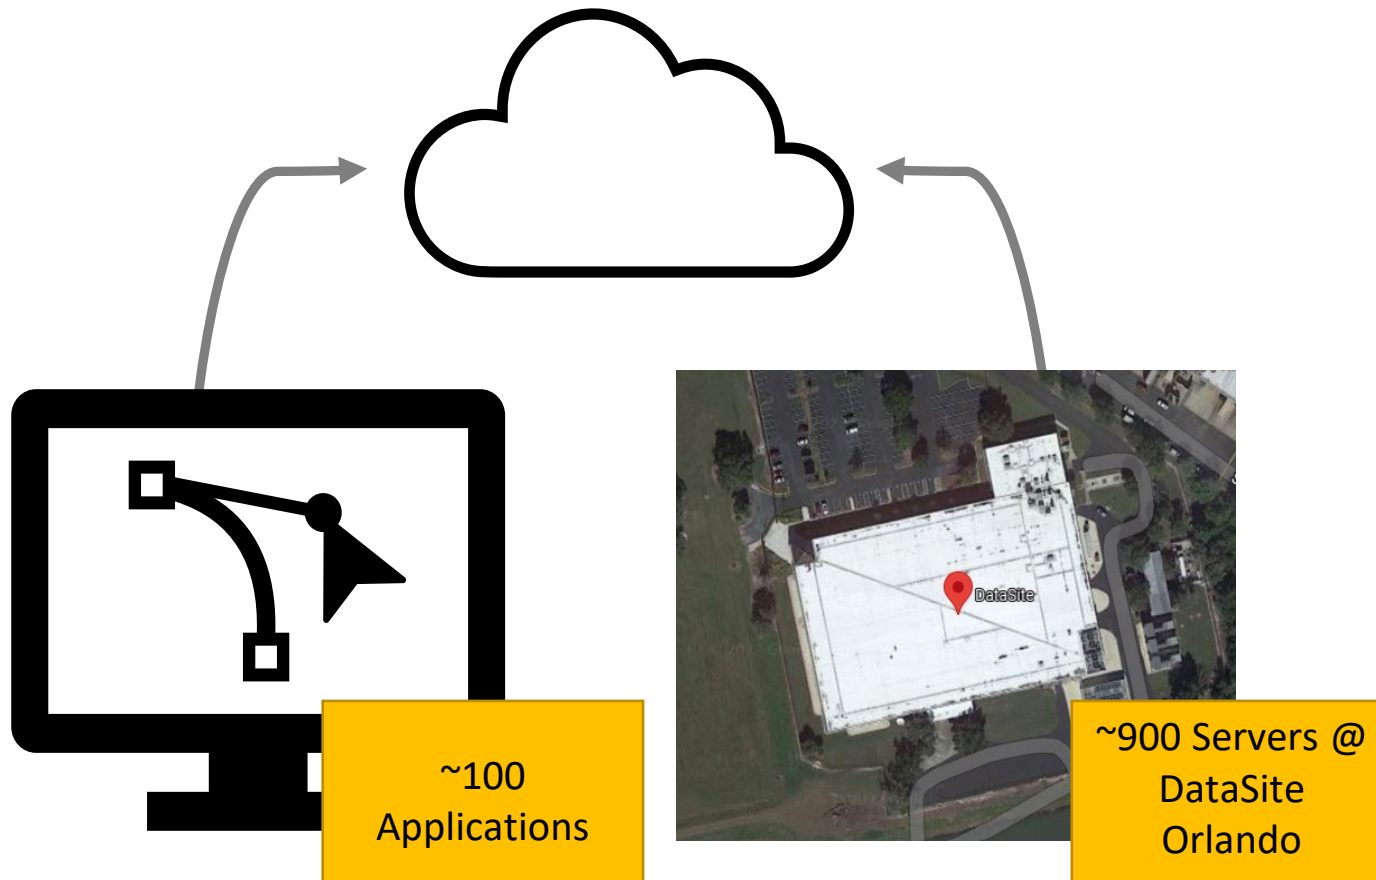 DataSite
~100
Applications
~900 Servers @
DataSite
Orlando